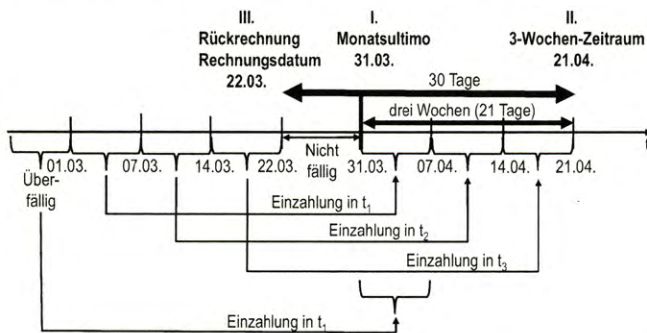 III.
Rückrechnung
Rechnungsdatum
22.03.
I.
Monatsultimo
31.03.
II.
3-Wochen-Zeitraum
21.04.
30 Tage
drei Wochen (21 Tage)
t
01.03.
07.03.
14.03.
22.03.
Nicht
fällig
31.03.
07.04.
14.04.
21.04.
Über-
fällig
Einzahlung in t₁
Einzahlung in t₂
Einzahlung in t₃
Einzahlung in t₁